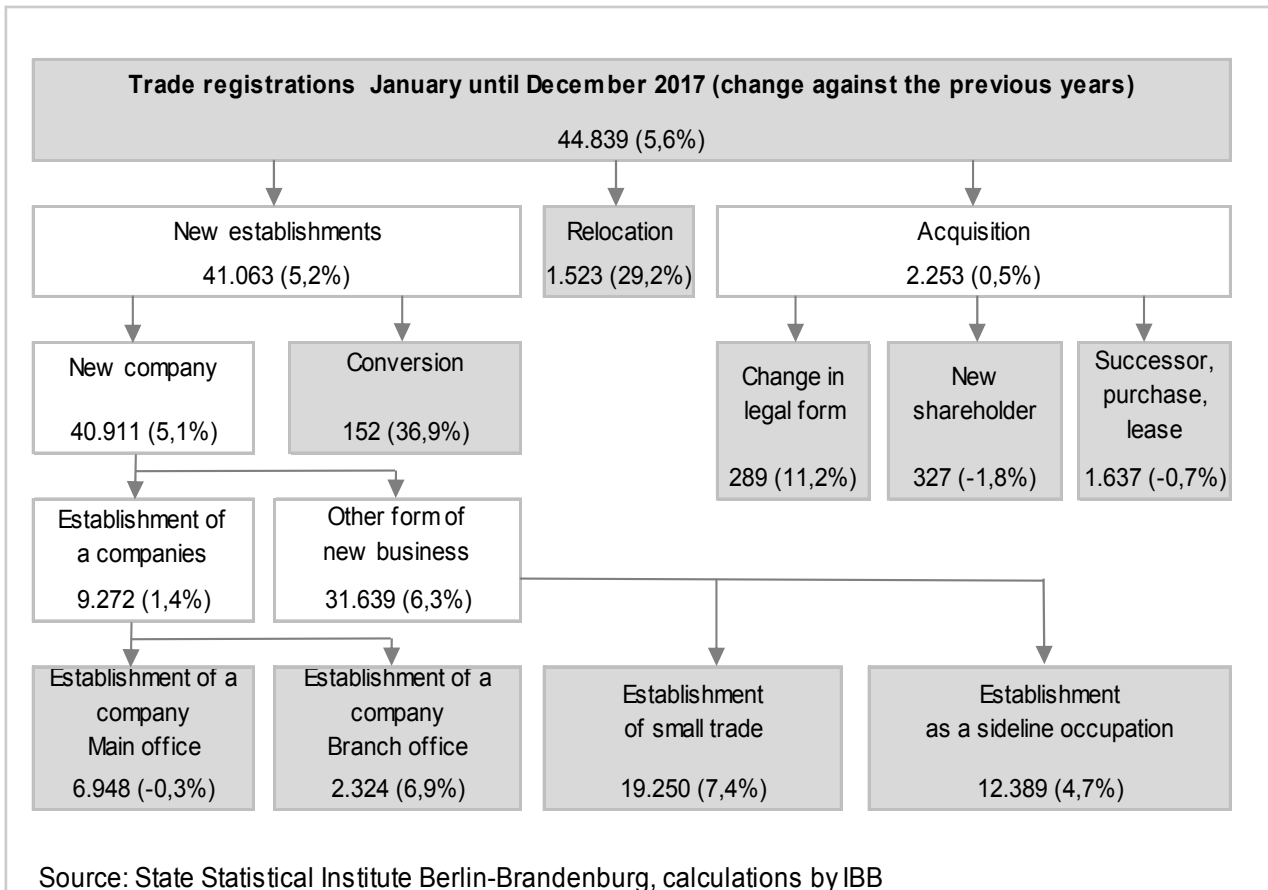 Trade registrations January until December 2017 (change against the previous years)
44.839 (5,6%)
New establishments
41.063 (5,2%)
Relocation
1.523 (29,2%)
Acquisition
2.253 (0,5%)
New company
40.911 (5,1%)
Conversion
152 (36,9%)
Change in
legal form
289 (11,2%)
New
shareholder
327 (-1,8%)
Successor,
purchase,
lease
1.637 (-0,7%)
Establishment of
a companies
9.272 (1,4%)
Other form of
new business
31.639 (6,3%)
Establishment of a
company
Main office
6.948 (-0,3%)
Establishment of a
company
Branch office
2.324 (6,9%)
Establishment
of small trade
19.250 (7,4%)
Establishment
as a sideline occupation
12.389 (4,7%)
Source: State Statistical Institute Berlin-Brandenburg, calculations by IBB